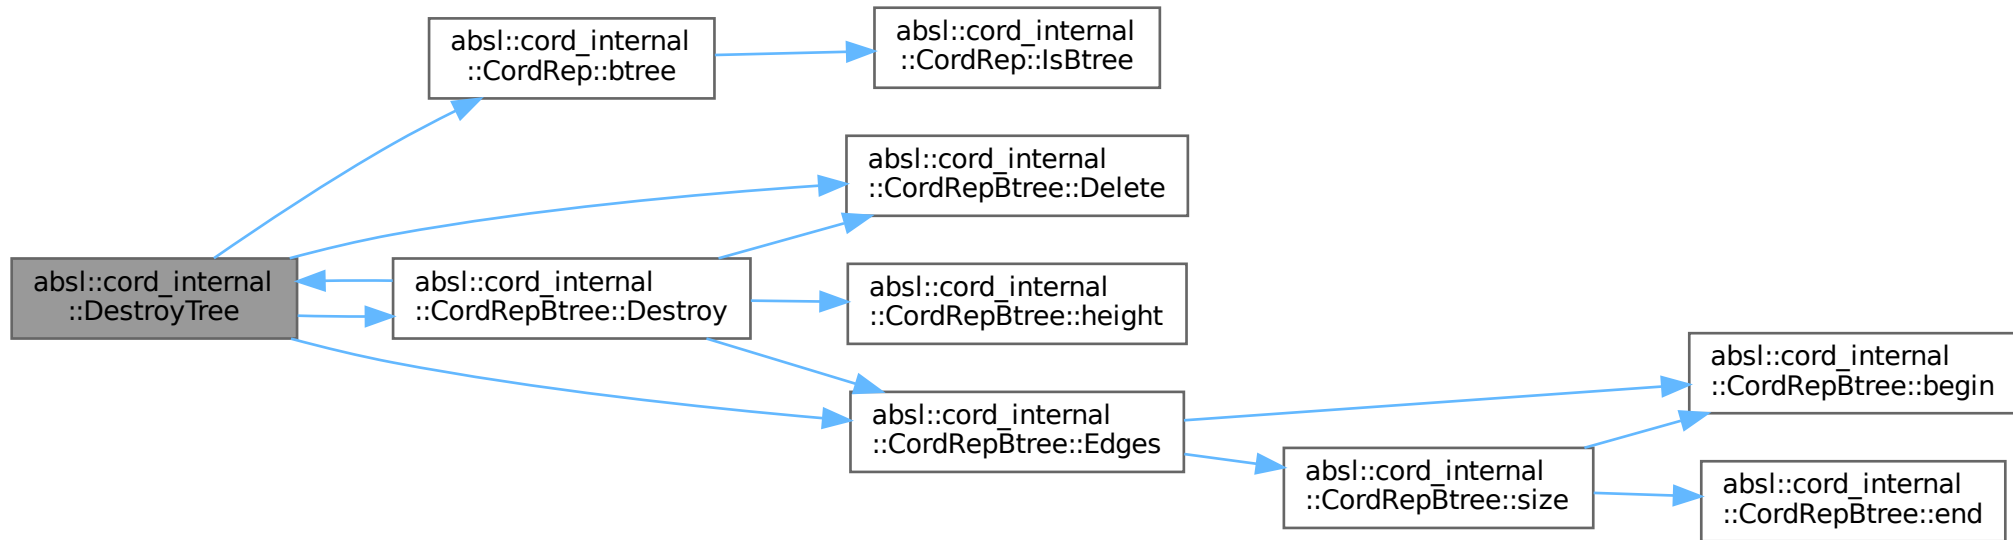 absl::cord_internal
::CordRep::btree
absl::cord_internal
::CordRep::IsBtree
absl::cord_internal
::CordRepBtree::Delete
absl::cord_internal
::DestroyTree
absl::cord_internal
::CordRepBtree::Destroy
absl::cord_internal
::CordRepBtree::height
absl::cord_internal
::CordRepBtree::Edges
absl::cord_internal
::CordRepBtree::begin
absl::cord_internal
::CordRepBtree::size
absl::cord_internal
::CordRepBtree::end